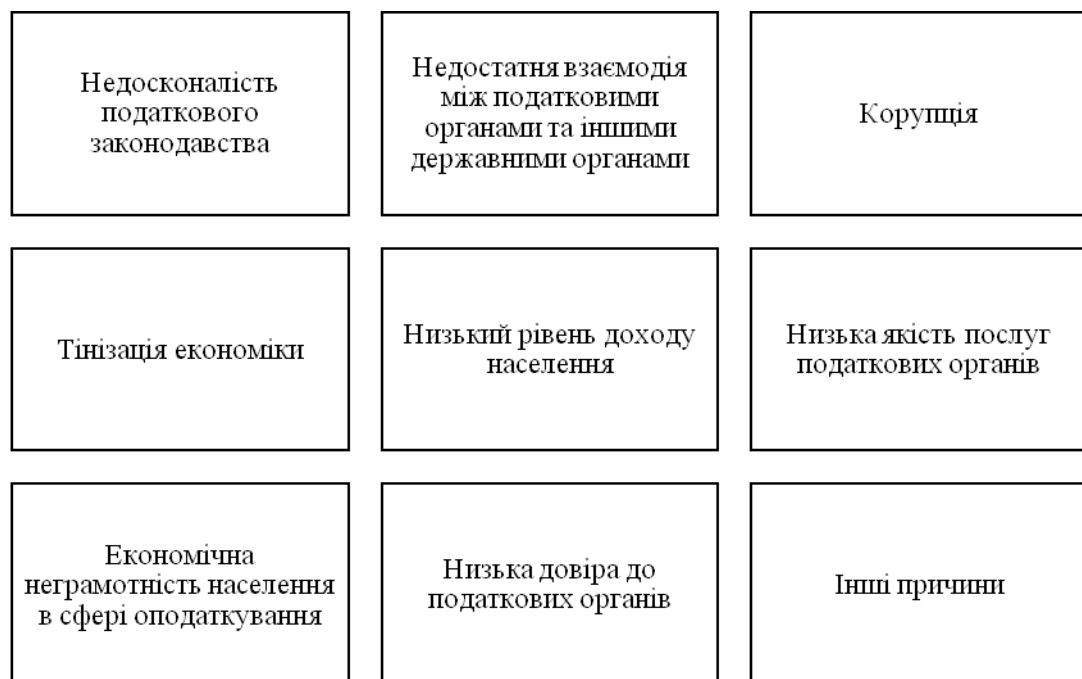 Недосконалість
податкового
законодавства
Недостатня взаємодія
між податковими
органами та іншими
державними органами
Корупція
Тінізація економіки
Низький рівень доходу
населення
Низька якість послуг
податкових органів
Економічна
неграмотність населення
в сфері оподаткування
Низька довіра до
податкових органів
Інші причини